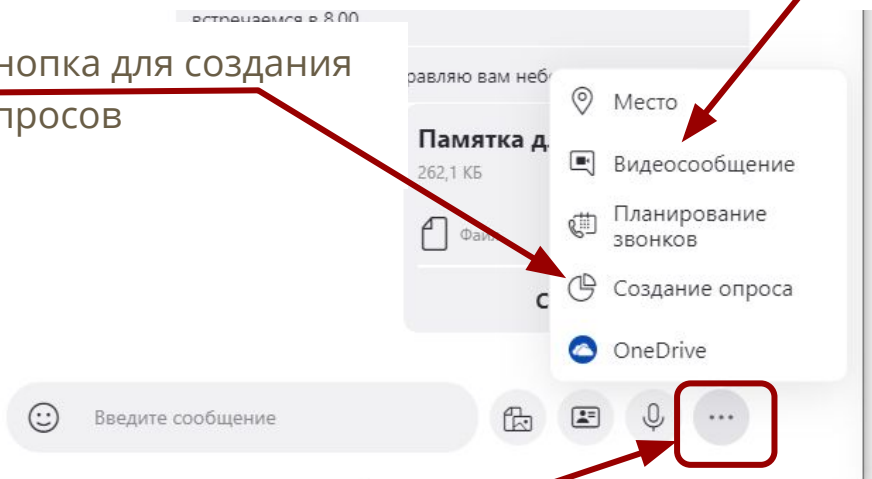 встречаемся в 8.00
нопка для создания
просов
равляю вам неб
Памятка д
262,1 КБ
Файл
С
Место
Видеосообщение
Планирование
звонков
Создание опроса
OneDrive
Введите сообщение